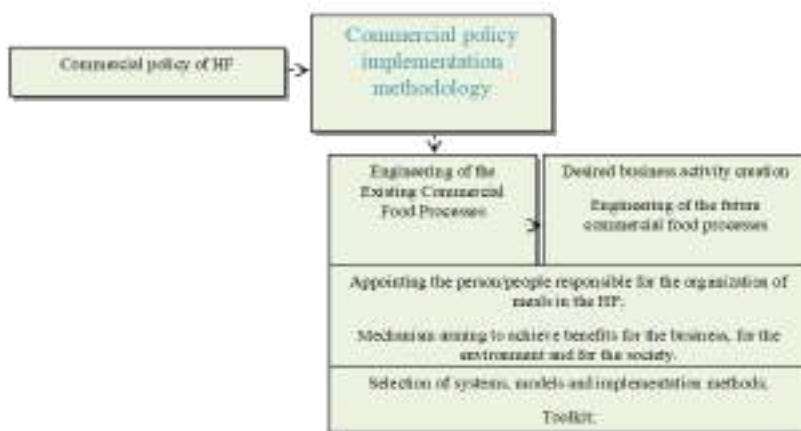 Commercial policy of HF
Commercial policy
implementation
methodology
Engineering of the
Existing Commercial
Food Processes
Desired business activity creation
Engineering of the future
commercial food processes
Appointing the person/people responsible for the organization of
meals in the HF;
Mechanism aiming to achieve benefits for the business, for the
environment and for the society.
Selection of systems, models and implementation methods;
Toolkit;